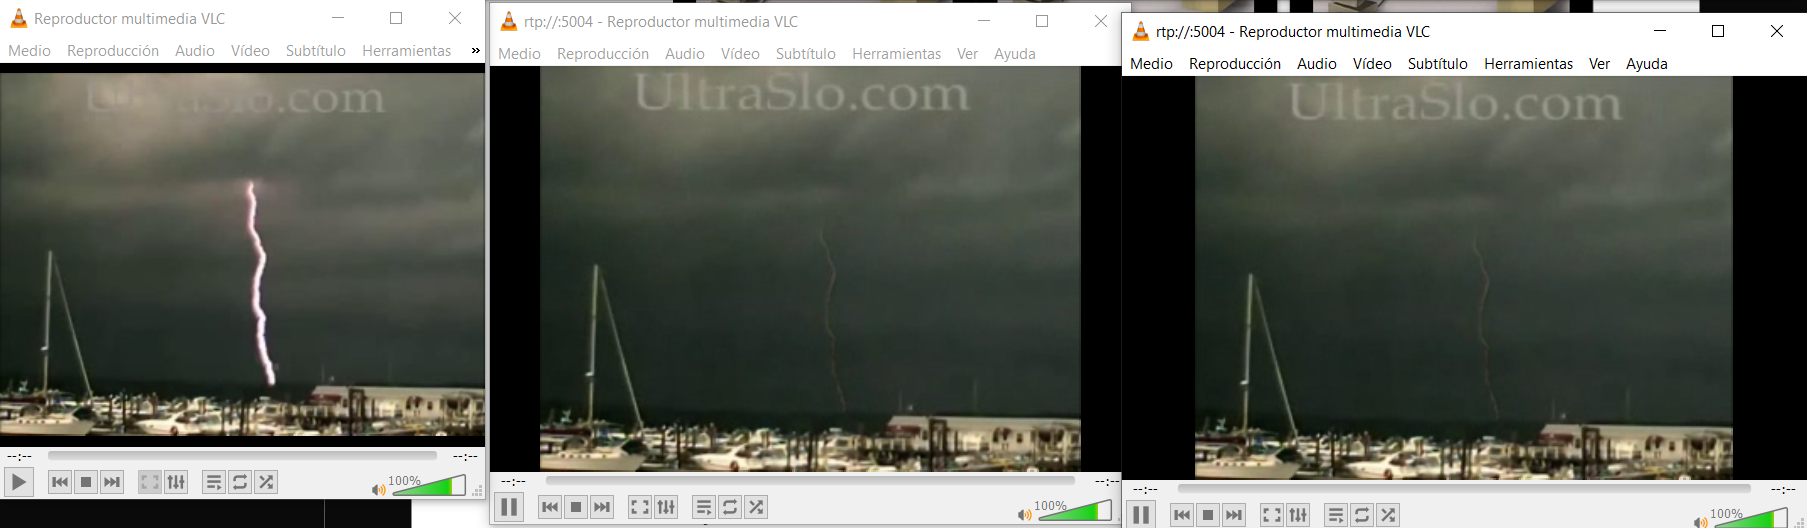 Reproductor multimedia VLC
Medio Reproducción Audio Vídeo Subtítulo Herramientas »
UltraSlo.com
--:-- --:--
100%
rtp://:5004 - Reproductor multimedia VLC
Medio Reproducción Audio Vídeo Subtítulo Herramientas Ver Ayuda
UltraSlo.com
--:-- --:--
100%
rtp://:5004 - Reproductor multimedia VLC
Medio Reproducción Audio Vídeo Subtítulo Herramientas Ver Ayuda
UltraSlo.com
--:-- --:--
100%